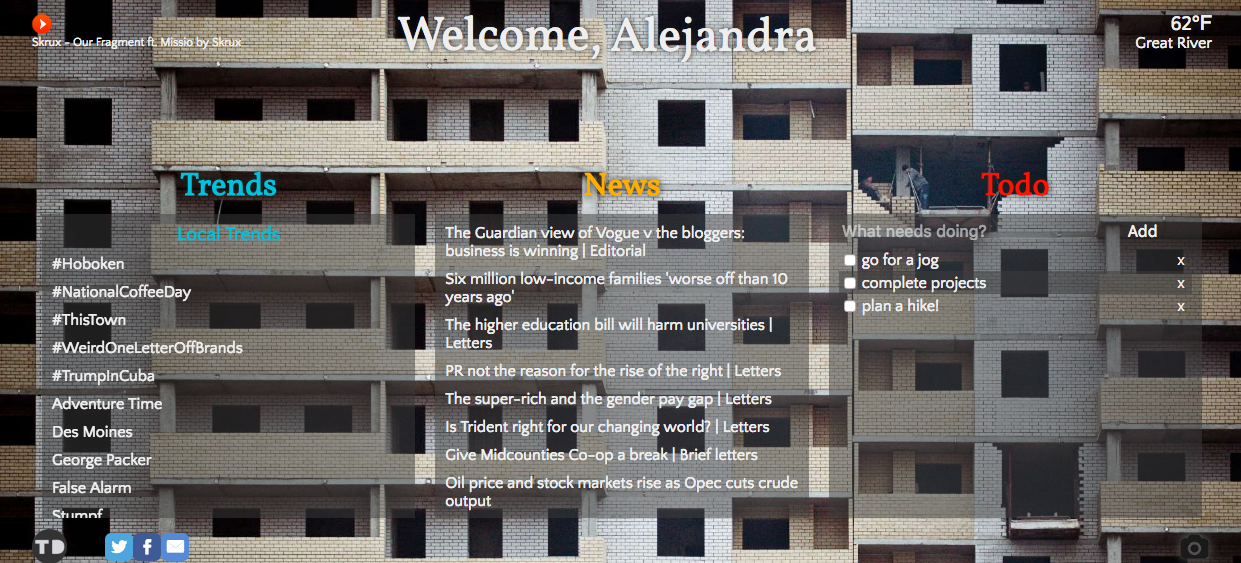 Skrux - Our Fragment ft. Missio by Skrux
Welcome, Alejandra
62°F
Great River
Trends
Local Trends
#Hoboken
#NationalCoffeeDay
#ThisTown
#WeirdOneLetterOffBrands
#TrumpInCuba
Adventure Time
Des Moines
George Packer
False Alarm
Stumpf
News
The Guardian view of Vogue v the bloggers:
business is winning | Editorial
Six million low-income families 'worse off than 10
years ago'
The higher education bill will harm universities |
Letters
PR not the reason for the rise of the right | Letters
The super-rich and the gender pay gap | Letters
Is Trident right for our changing world? | Letters
Give Midcounties Co-op a break | Brief letters
Oil price and stock markets rise as Opec cuts crude
output
Todo
What needs doing? Add
go for a jog x
complete projects x
plan a hike! x
TD